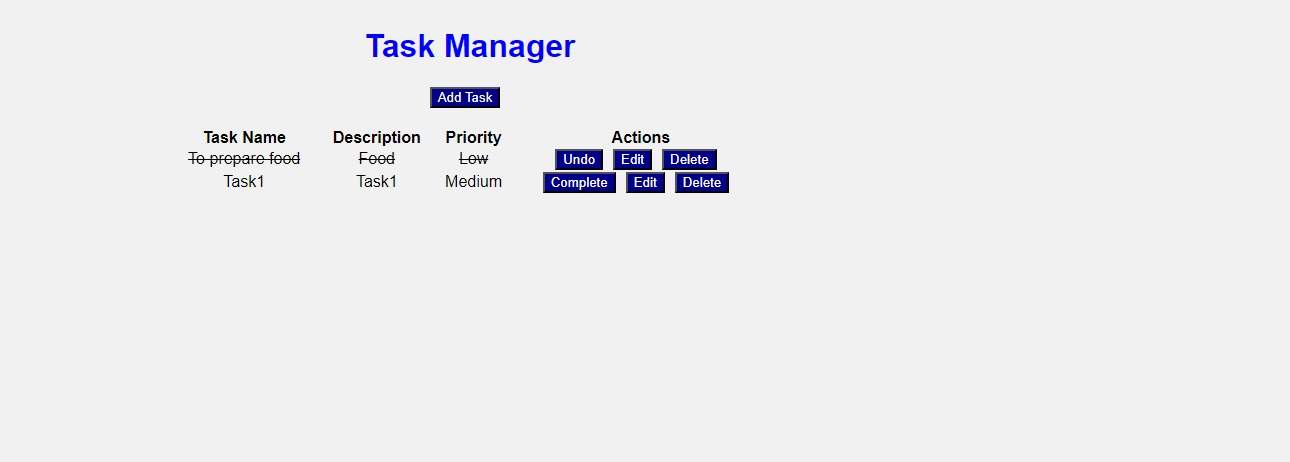 Task Manager
Add Task
Task Name Description Priority Actions
To prepare food Food Low Undo Edit Delete
Task1 Task1 Medium Complete Edit Delete